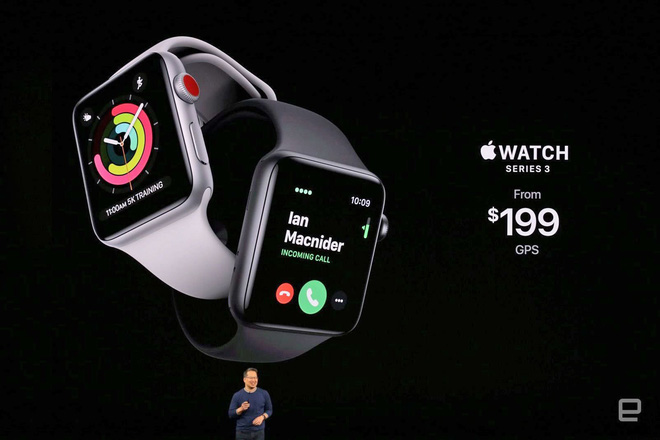 11:00AM 5K TRAINING
10:09
Ian
Macnider
INCOMING CALL
WATCH
SERIES 3
From
$199
GPS
e